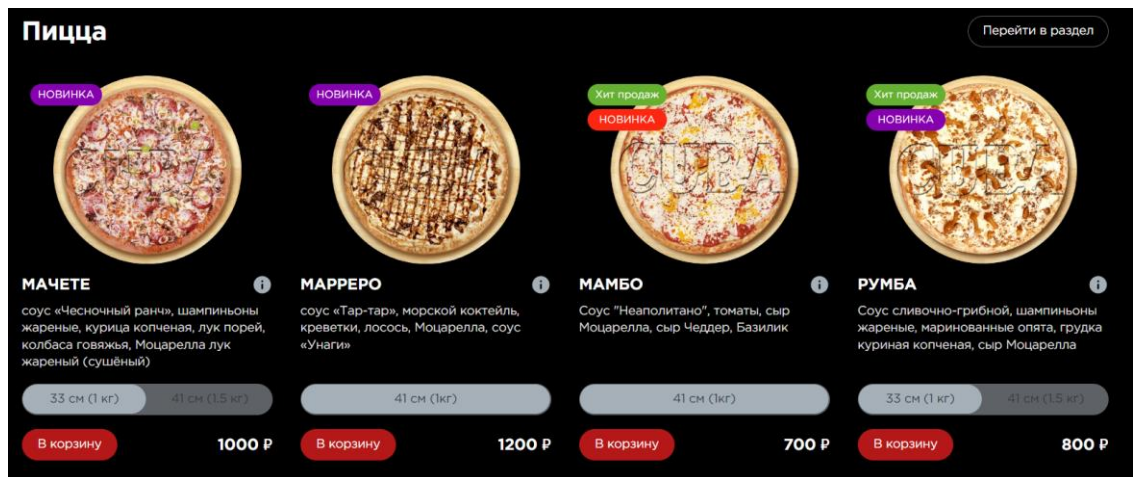 Пицца
Перейти в раздел
НОВИНКА
CUBA
МАЧЕТЕ
соус «Чесночный ранч», шампиньоны
жареные, курица копченая, лук порей,
колбаса говяжья, Моцарелла лук
жареный (сушёный)
33 см (1 кг) 41 см (1.5 кг)
В корзину 1000 ₽
НОВИНКА
CUBA
МАРРЕРО
соус «Тар-тар», морской коктейль,
креветки, лосось, Моцарелла, соус
«Унаги»
41 см (1кг)
В корзину 1200 ₽
Хит продаж
НОВИНКА
CUBA
МАМБО
Соус "Неаполитано", томаты, сыр
Моцарелла, сыр Чеддер, Базилик
41 см (1кг)
В корзину 700 ₽
Хит продаж
НОВИНКА
CUBA
РУМБА
Соус сливочно-грибной, шампиньоны
жареные, маринованные опята, грудка
куриная копченая, сыр Моцарелла
33 см (1 кг) 41 см (1.5 кг)
В корзину 800 ₽